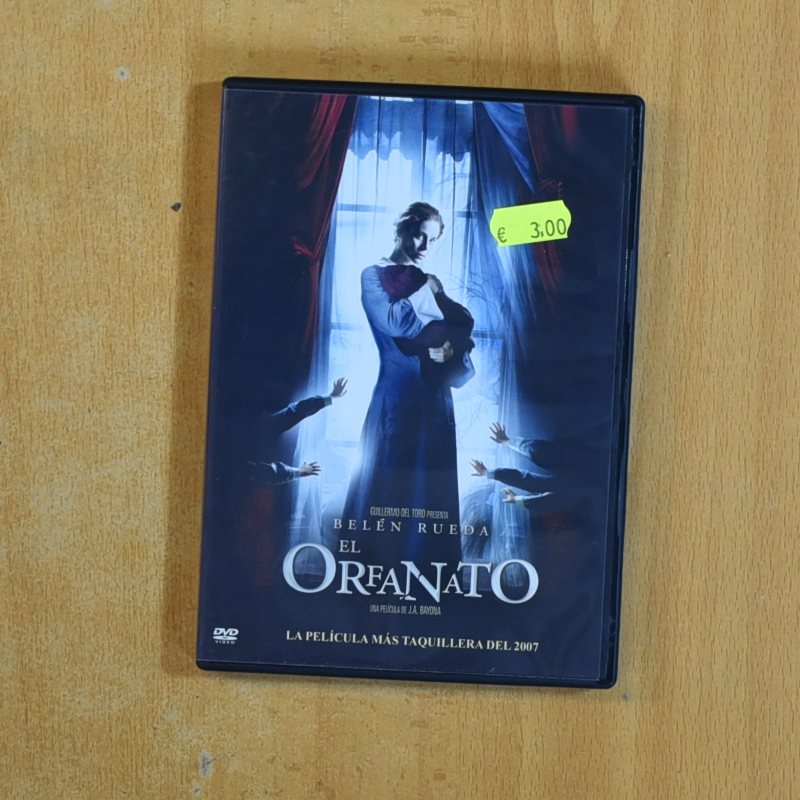 € 3,00
GUILLERMO DEL TORO PRESENTA
BELÉN RUEDA
EL
ORFANATO
UNA PELÍCULA DE J.A. BAYONA
DVD
VIDEO
LA PELÍCULA MÁS TAQUILLERA DEL 2007